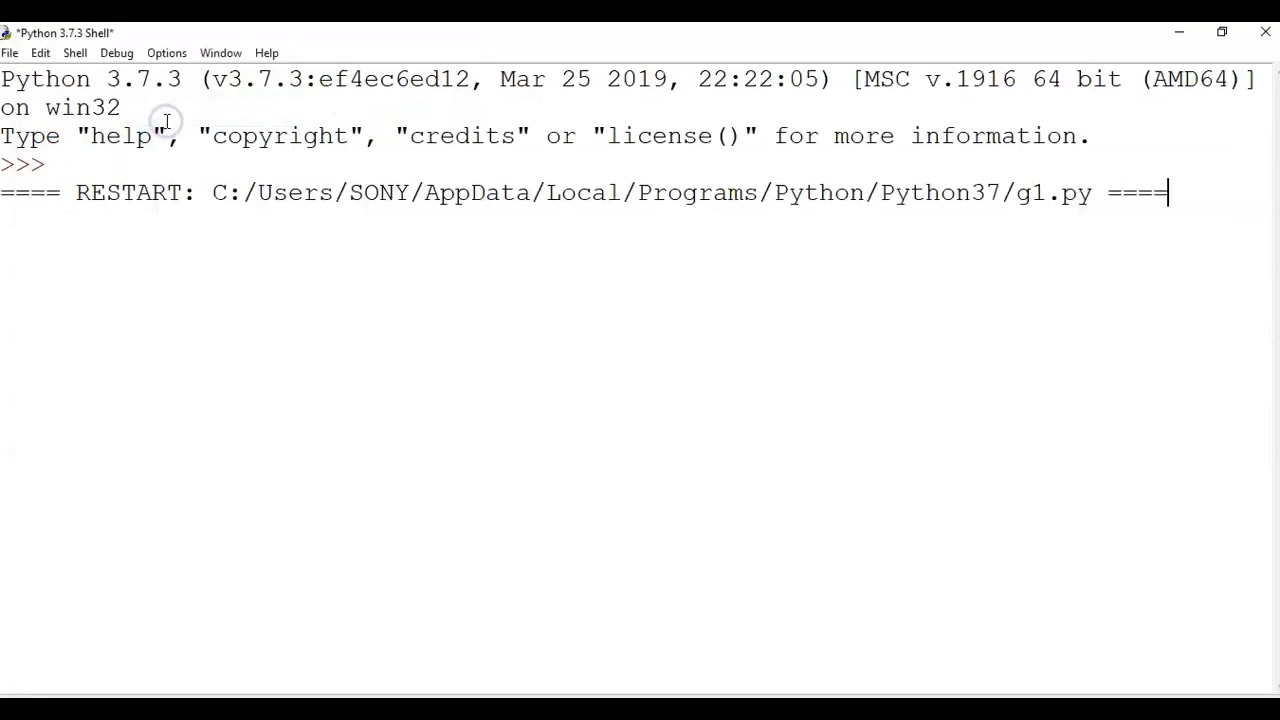 *Python 3.7.3 Shell*
File Edit Shell Debug Options Window Help
Python 3.7.3 (v3.7.3:ef4ec6ed12, Mar 25 2019, 22:22:05) [MSC v.1916 64 bit (AMD64)]
on win32
Type "help", "copyright", "credits" or "license()" for more information.
>>>
==== RESTART: C:/Users/SONY/AppData/Local/Programs/Python/Python37/g1.py ====